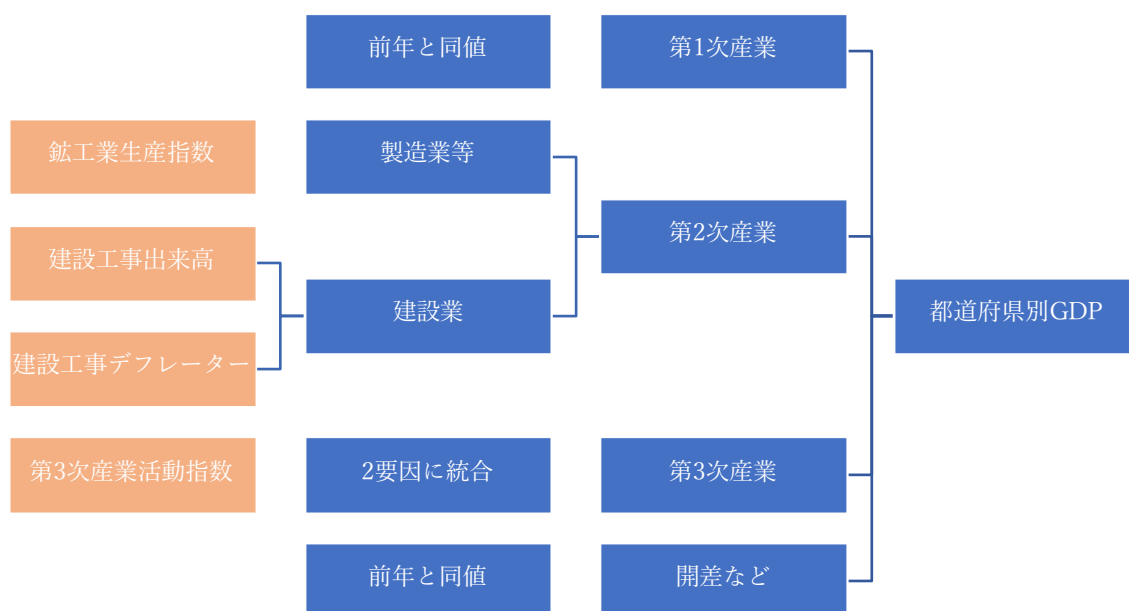 前年と同値
第1次産業
鉱工業生産指数
製造業等
第2次産業
建設工事出来高
建設業
都道府県別GDP
建設工事デフレーター
第3次産業活動指数
2要因に統合
第3次産業
前年と同値
開差など